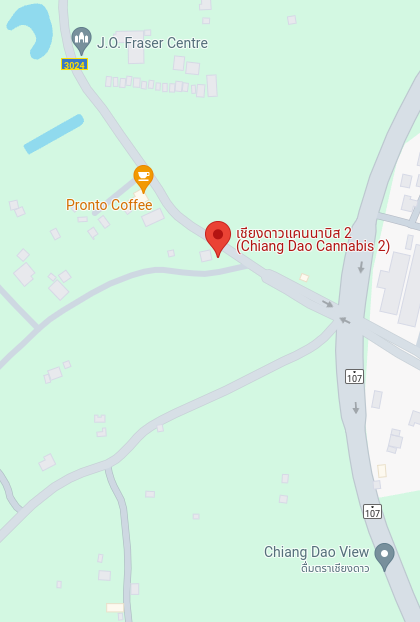 J.O. Fraser Centre
3024
Pronto Coffee
เชียงดาวแคนนาบิส 2
(Chiang Dao Cannabis 2)
107
107
Chiang Dao View
ดื่มตราเชียงดาว